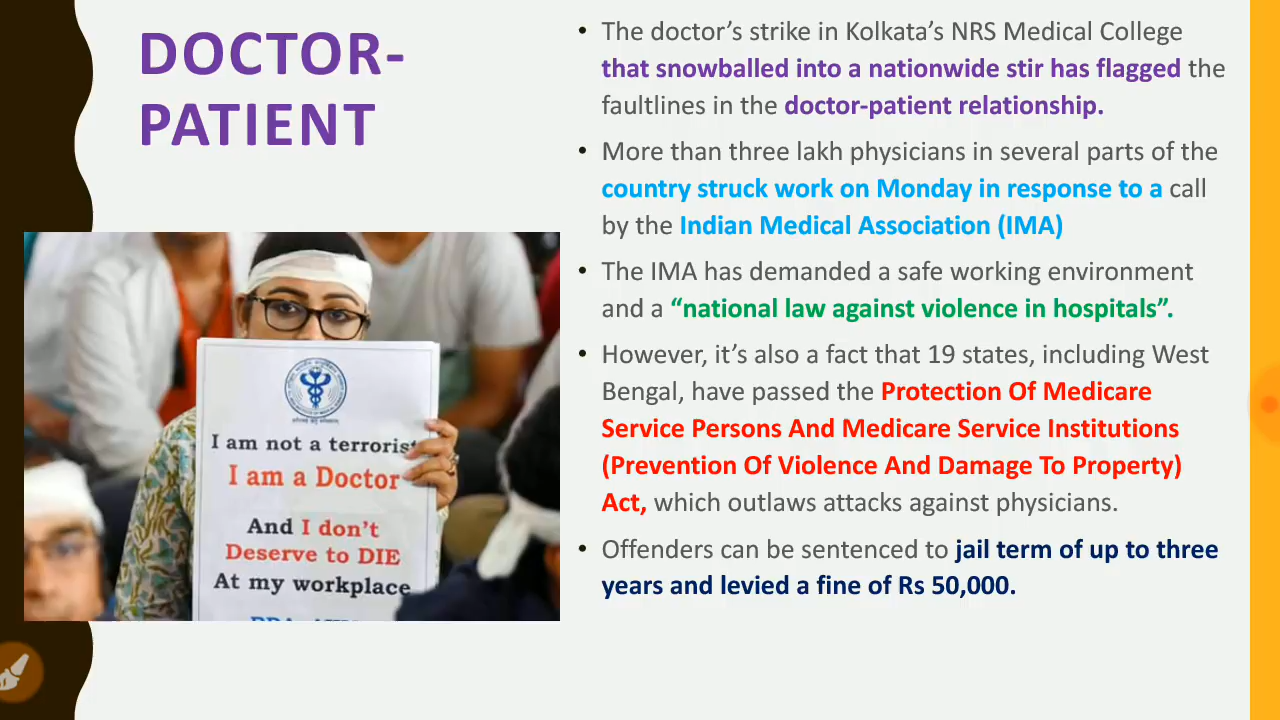 DOCTOR-
PATIENT
• The doctor’s strike in Kolkata’s NRS Medical College
that snowballed into a nationwide stir has flagged the
faultlines in the doctor-patient relationship.
• More than three lakh physicians in several parts of the
country struck work on Monday in response to a call
by the Indian Medical Association (IMA)
• The IMA has demanded a safe working environment
and a “national law against violence in hospitals”.
• However, it’s also a fact that 19 states, including West
Bengal, have passed the Protection Of Medicare
Service Persons And Medicare Service Institutions
(Prevention Of Violence And Damage To Property)
Act, which outlaws attacks against physicians.
• Offenders can be sentenced to jail term of up to three
years and levied a fine of Rs 50,000.
I am not a terrorist
I am a Doctor
And I don’t
Deserve to DIE
At my workplace